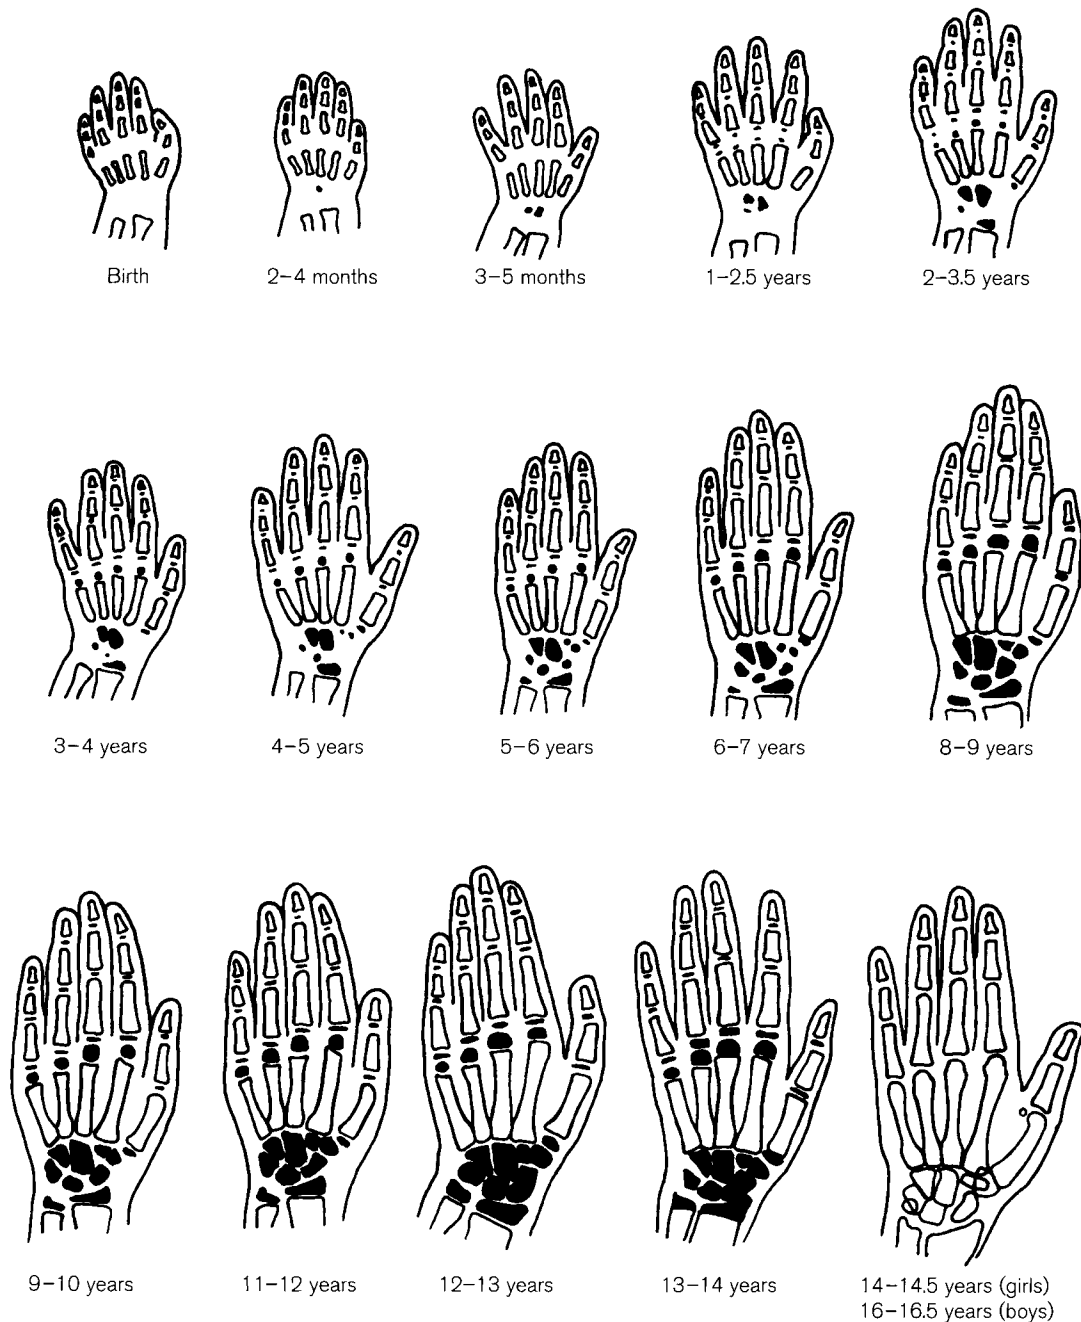 Birth
2–4 months
3–5 months
1–2.5 years
2–3.5 years
3–4 years
4–5 years
5–6 years
6–7 years
8–9 years
9–10 years
11–12 years
12–13 years
13–14 years
14–14.5 years (girls)
16–16.5 years (boys)